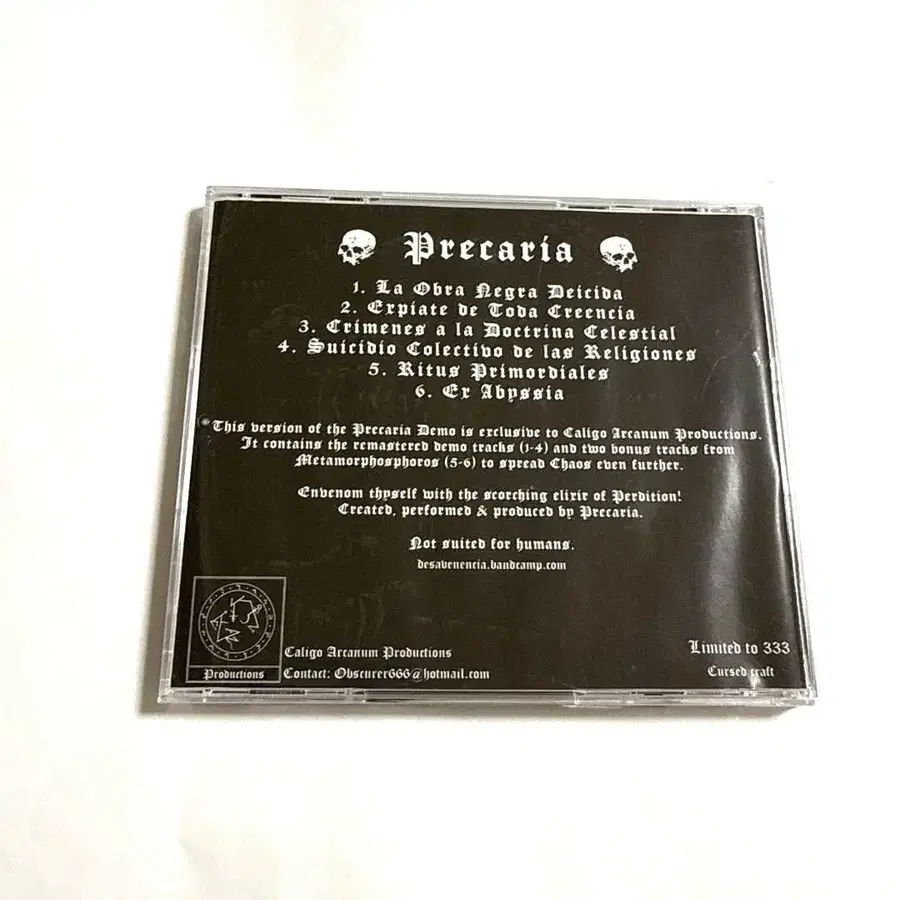 Precaria
1. La Obra Negra Deicida
2. Expiate de Toda Creencia
3. Crimenes a la Doctrina Celestial
4. Suicidio Colectivo de las Religiones
5. Ritus Primordiales
6. Ex Abyssia
This version of the Precaria Demo is exclusive to Caligo Arcanum Productions.
It contains the remastered demo tracks (1-4) and two bonus tracks from
Metamorphosphoros (5-6) to spread Chaos even further.
Envenom thyself with the scorching elixir of Perdition!
Created, performed & produced by Precaria.
Not suited for humans.
desavenencia.bandcamp.com
Productions
Caligo Arcanum Productions
Contact: Obscurer666@hotmail.com
Limited to 333
Cursed craft